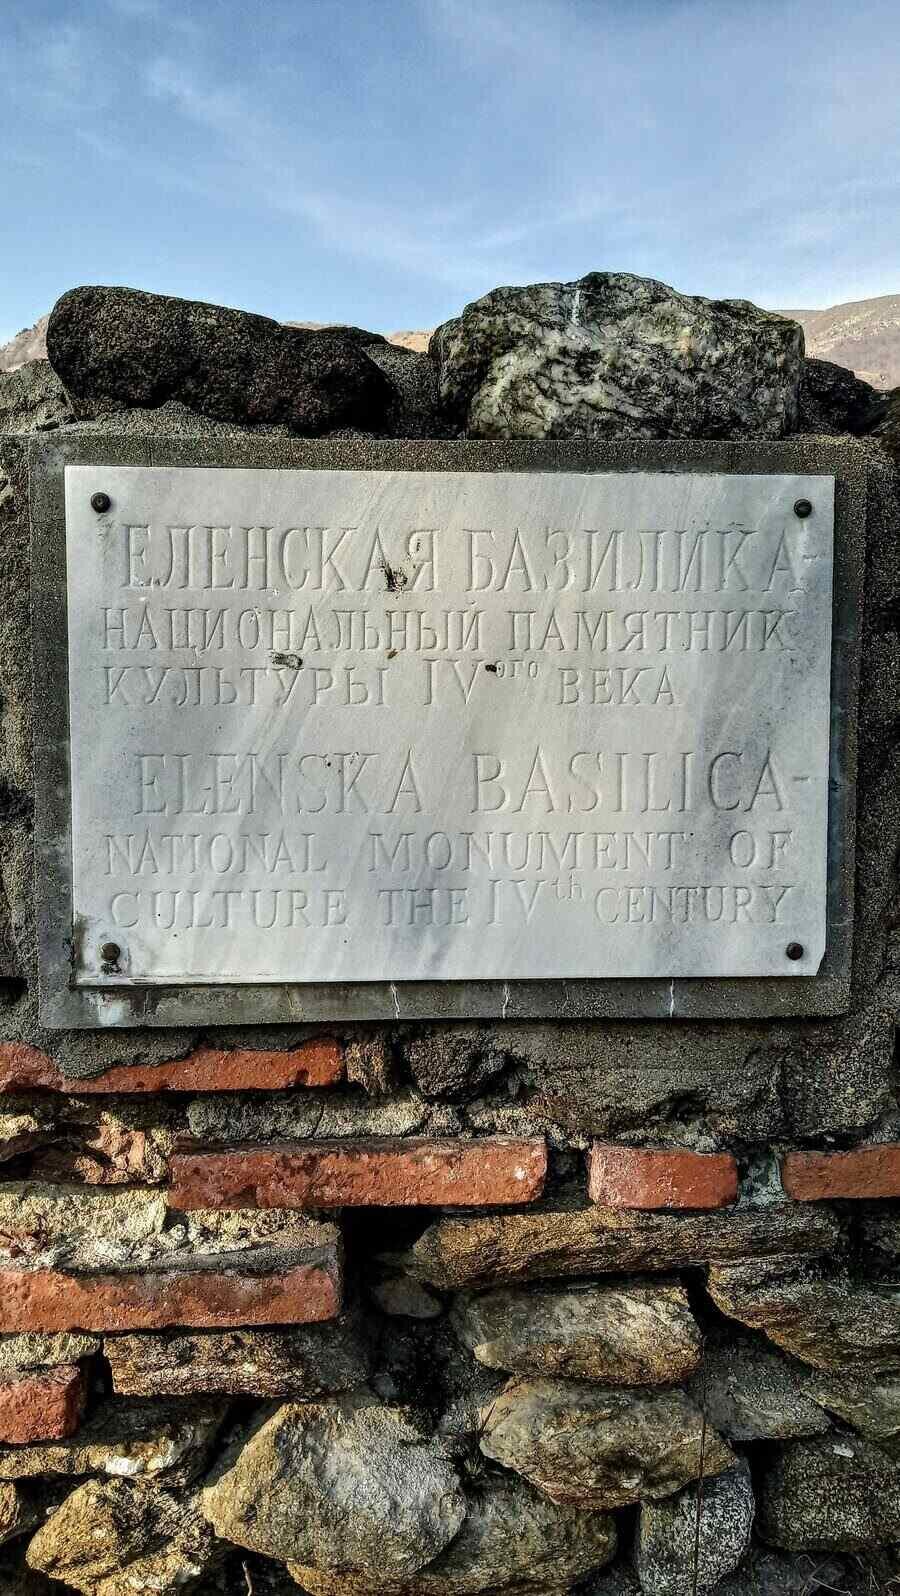 ЕЛЕНСКАЯ БАЗИЛИКА-
НАЦИОНАЛЬНЫЙ ПАМЯТНИК
КУЛЬТУРЫ IVого ВЕКА
ELENSKA BASILICA-
NATIONAL MONUMENT OF
CULTURE THE IVth CENTURY